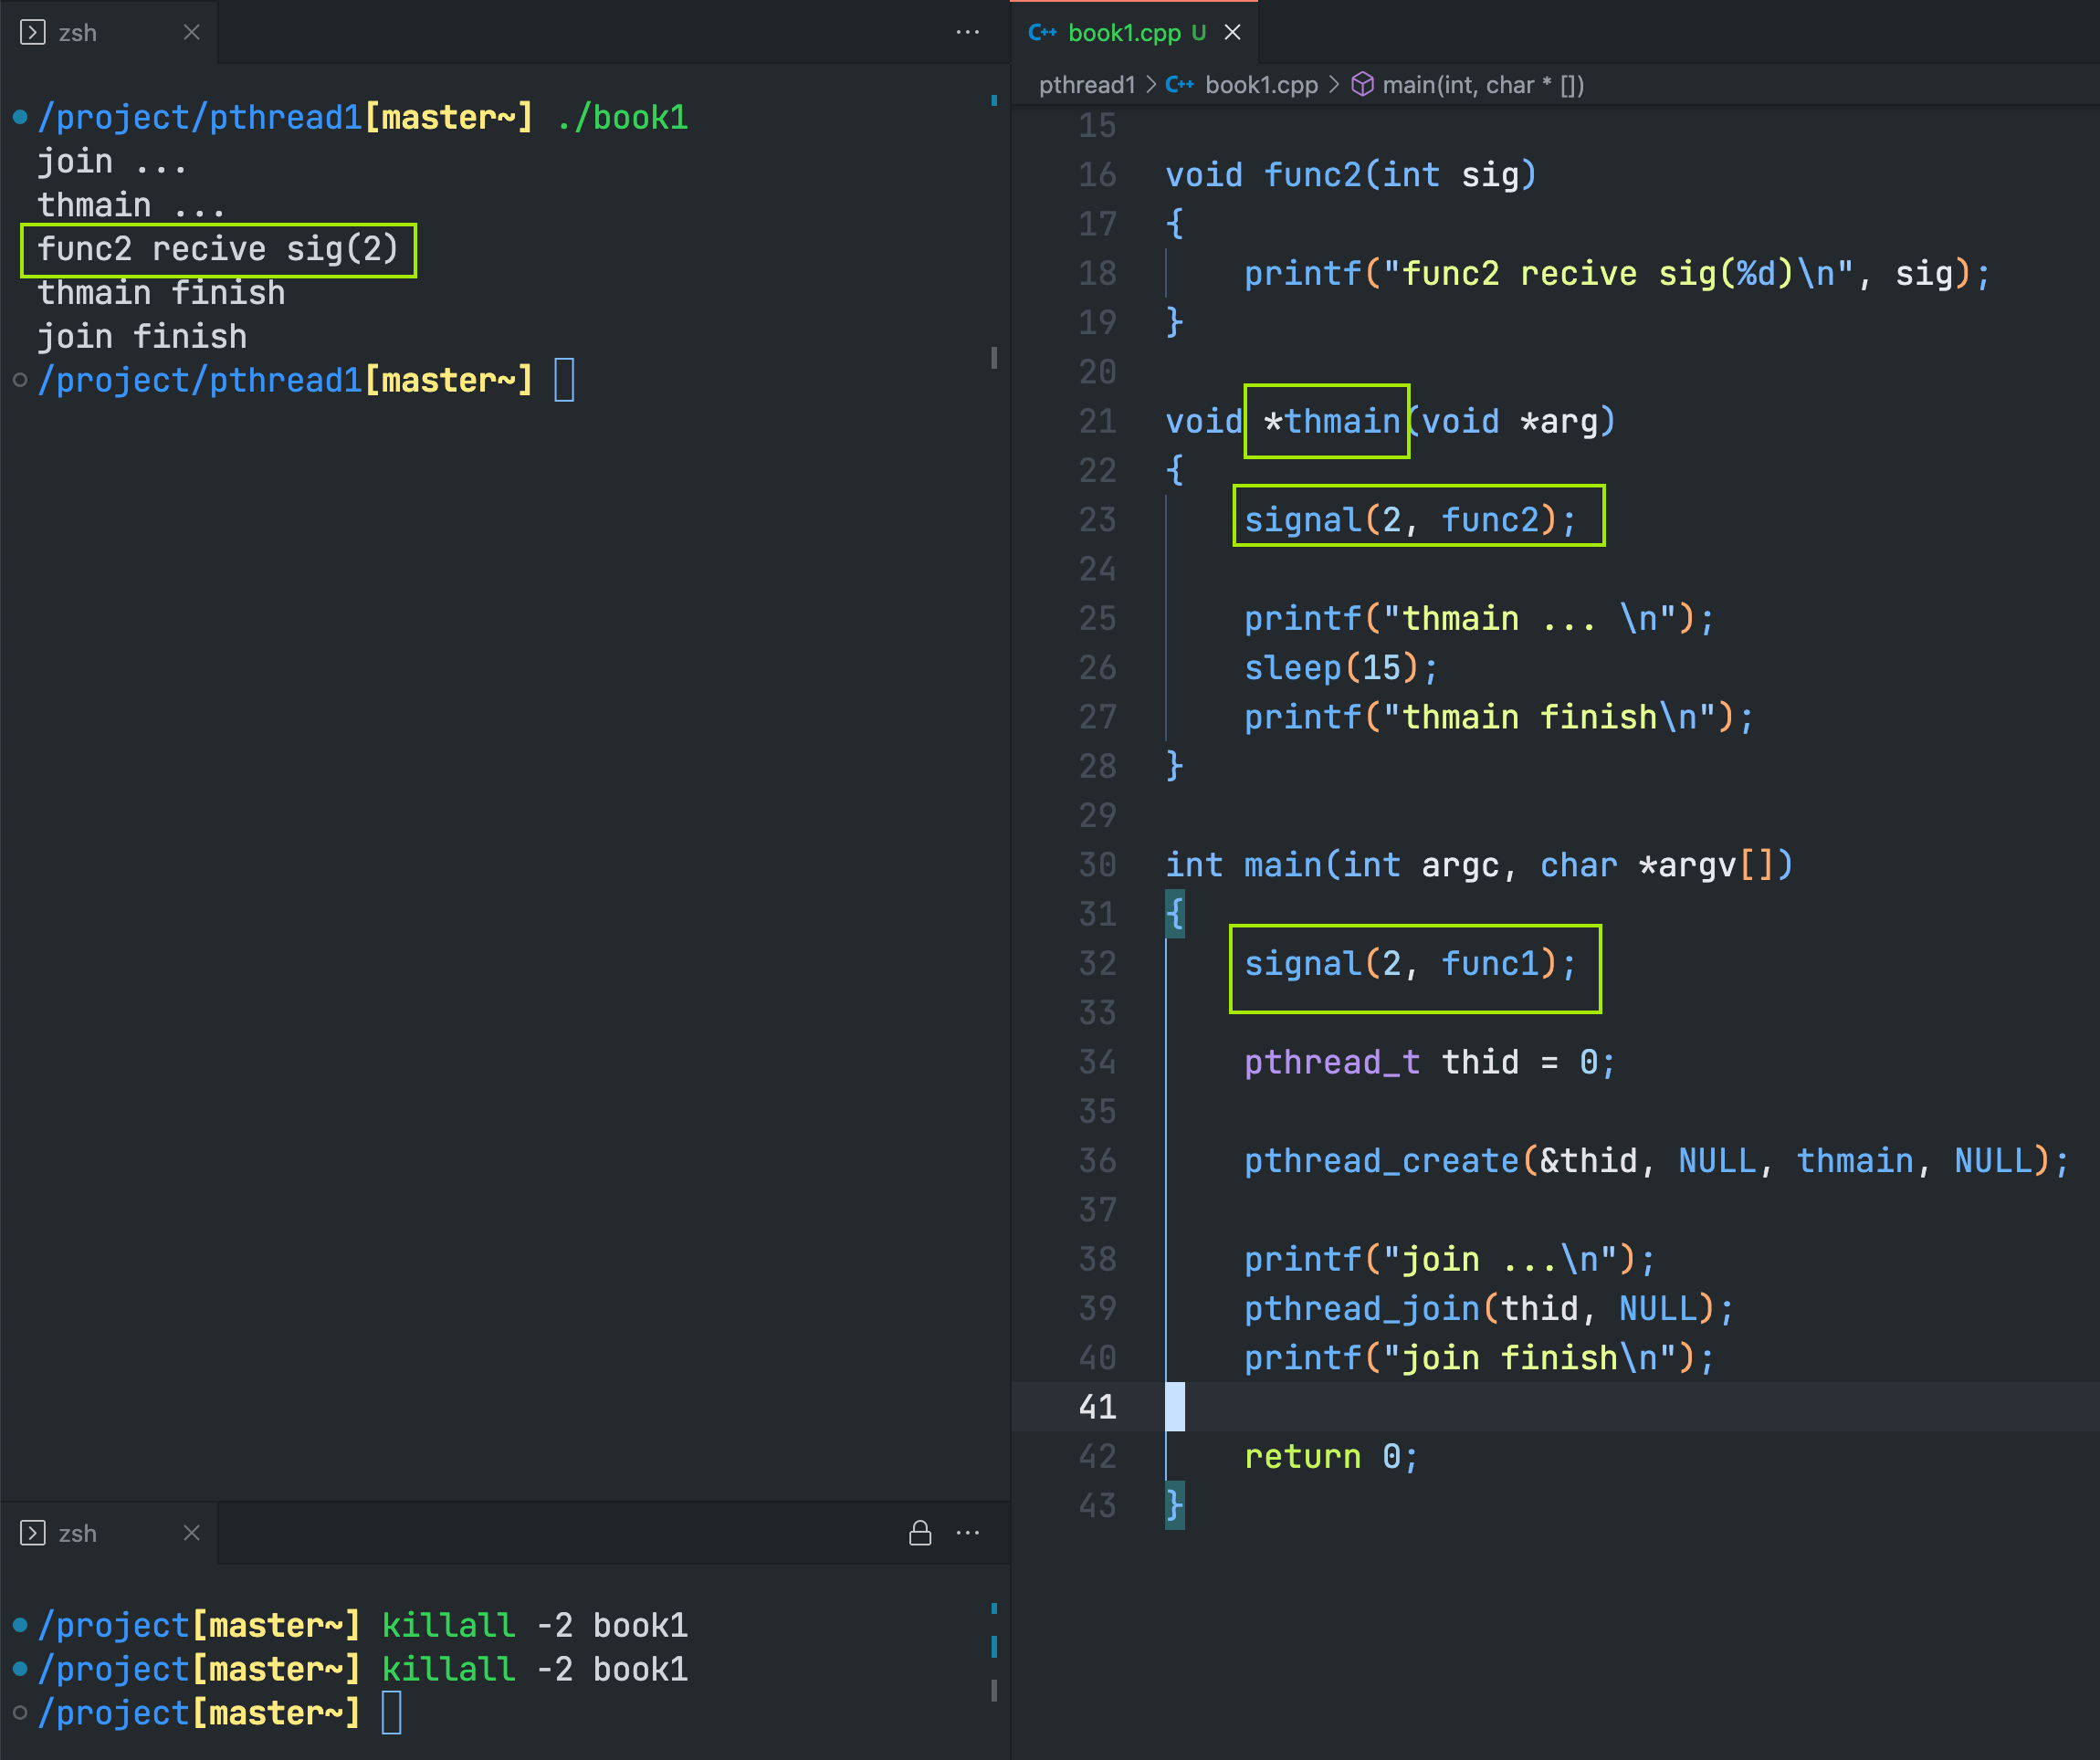 zsh
/project/pthread1[master~] ./book1
join ...
thmain ...
func2 recive sig(2)
thmain finish
join finish
/project/pthread1[master~]
zsh
/project[master~] killall -2 book1
/project[master~] killall -2 book1
/project[master~]
C++ book1.cpp U
pthread1 > C++ book1.cpp > main(int, char * [])
15
16 void func2(int sig)
17 {
18 printf("func2 recive sig(%d)\n", sig);
19 }
20
21 void *thmain(void *arg)
22 {
23 signal(2, func2);
24
25 printf("thmain ... \n");
26 sleep(15);
27 printf("thmain finish\n");
28 }
29
30 int main(int argc, char *argv[])
31 {
32 signal(2, func1);
33
34 pthread_t thid = 0;
35
36 pthread_create(&thid, NULL, thmain, NULL);
37
38 printf("join ...\n");
39 pthread_join(thid, NULL);
40 printf("join finish\n");
41
42 return 0;
43 }